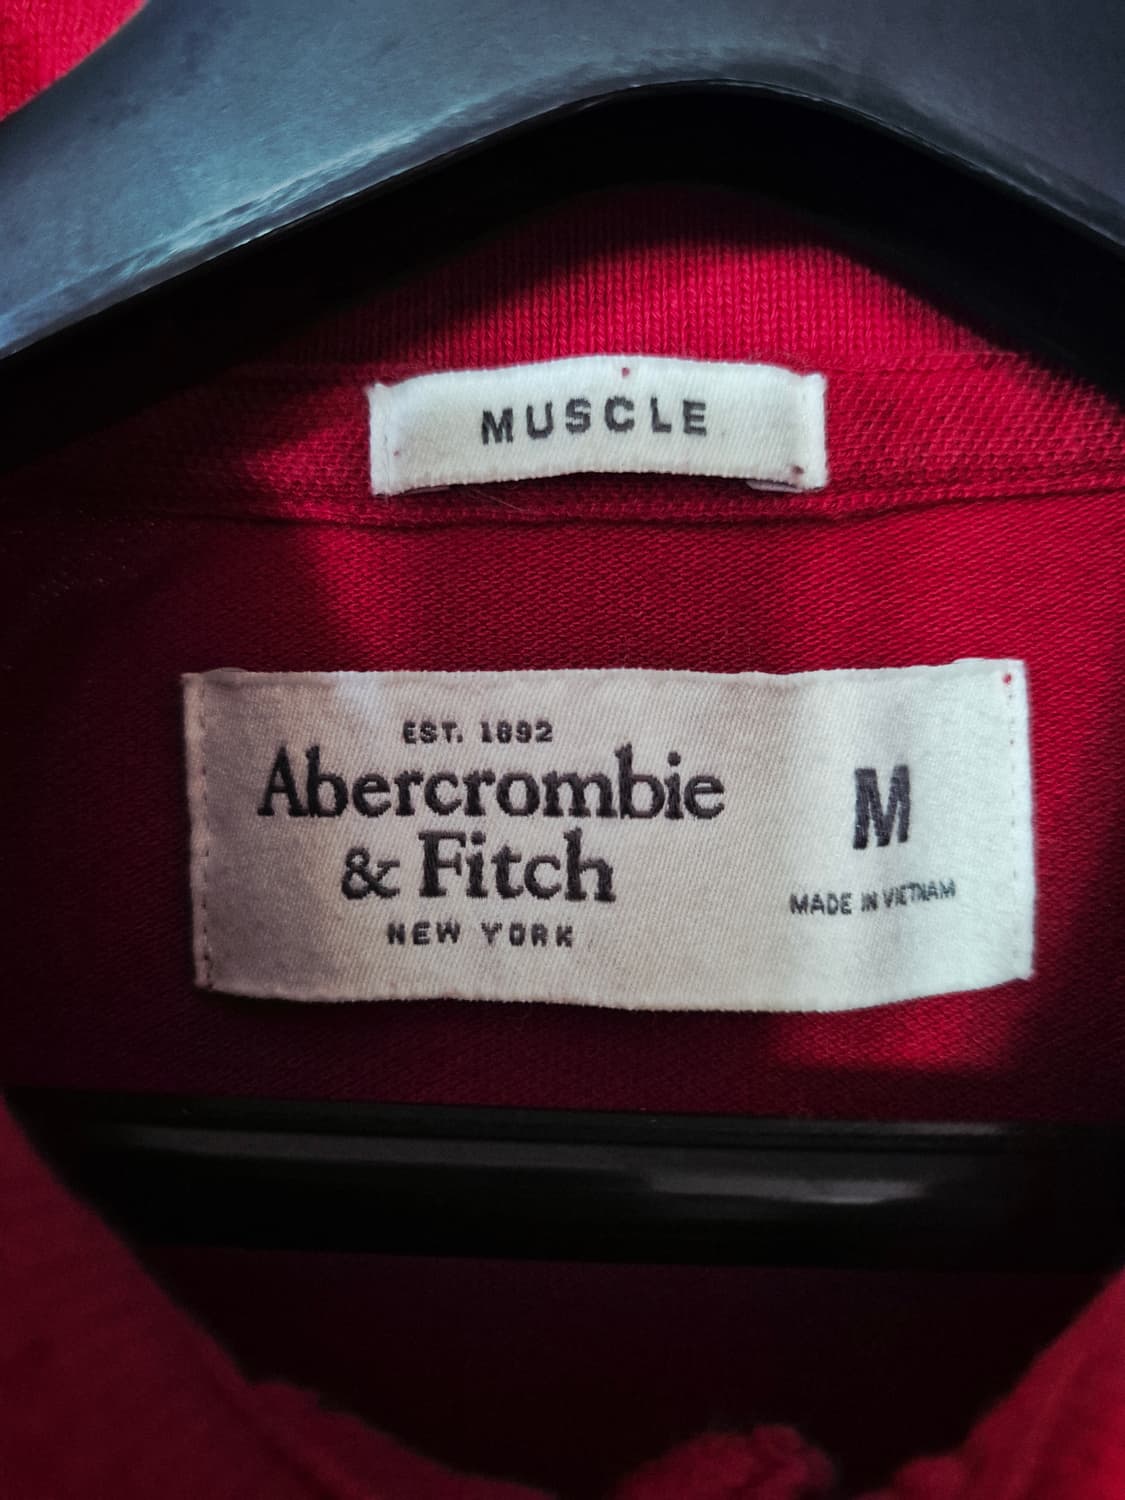 MUSCLE
EST. 1892
Abercrombie
& Fitch
NEW YORK
M
MADE IN VIETNAM